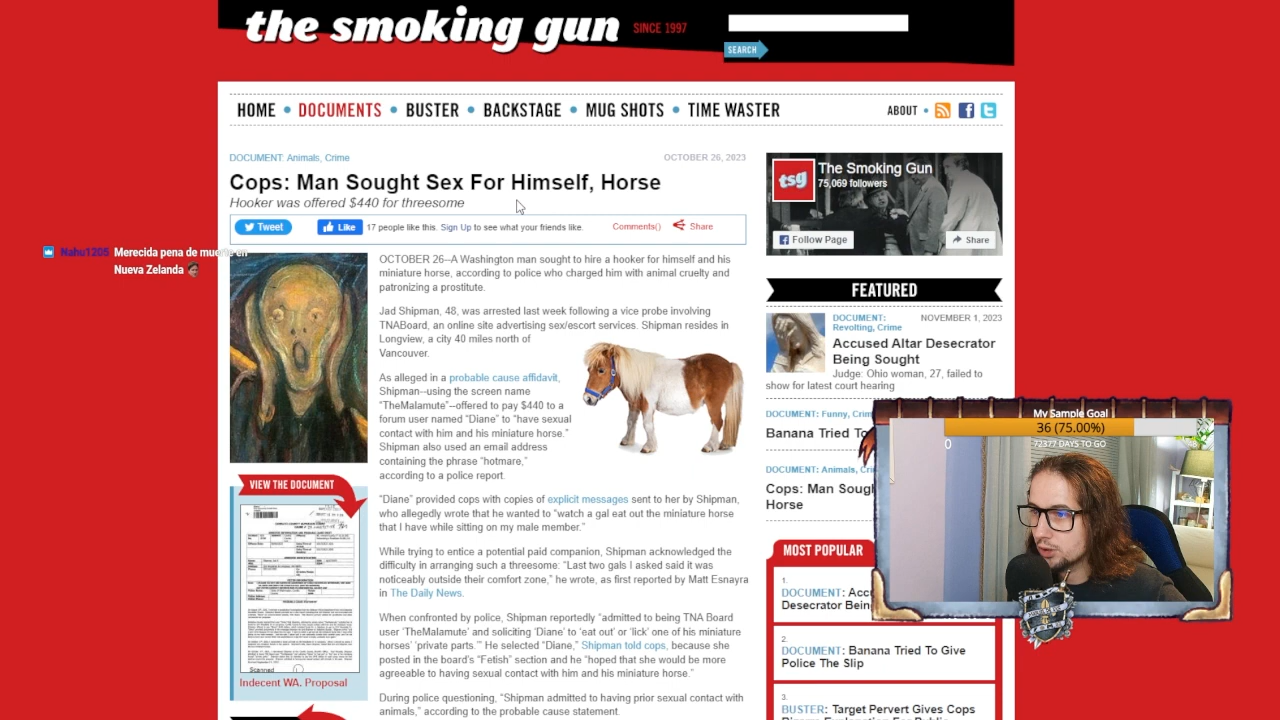 the smoking gun SINCE 1997
SEARCH
HOME • DOCUMENTS • BUSTER • BACKSTAGE • MUG SHOTS • TIME WASTER
ABOUT •
DOCUMENT: Animals, Crime
OCTOBER 26, 2023
Cops: Man Sought Sex For Himself, Horse
Hooker was offered $440 for threesome
Tweet
Like
17 people like this. Sign Up to see what your friends like.
Comments()
Share
Nahu1205 Merecida pena de muerte en
Nueva Zelanda
OCTOBER 26--A Washington man sought to hire a hooker for himself and his
miniature horse, according to police who charged him with animal cruelty and
patronizing a prostitute.
Jad Shipman, 48, was arrested last week following a vice probe involving
TNABoard, an online site advertising sex/escort services. Shipman resides in
Longview, a city 40 miles north of
Vancouver.
As alleged in a probable cause affidavit,
Shipman--using the screen name
“TheMalamute”--offered to pay $440 to a
forum user named “Diane” to “have sexual
contact with him and his miniature horse.”
Shipman also used an email address
containing the phrase “hotmare,”
according to a police report.
“Diane” provided cops with copies of explicit messages sent to her by Shipman,
who allegedly wrote that he wanted to “watch a gal eat out the miniature horse
that I have while sitting on my male member.”
While trying to entice a potential paid companion, Shipman acknowledged the
difficulty in arranging such a threesome: “Last two gals I asked said it was
noticeably outside their comfort zone,” he wrote, as first reported by Matt Esnayra
in The Daily News.
When confronted by police, Shipman reportedly “admitted to being TNA Board
user ‘TheMalamute’ and soliciting ‘Diane’ to ‘eat out’ or ‘lick’ one of his miniature
horses’ ‘private parts.’” He selected “Diane,” Shipman told cops, because she
posted in the board’s “Fetish” section and he “hoped that she would be more
agreeable to having sexual contact with him and his miniature horse.”
During police questioning, “Shipman admitted to having prior sexual contact with
animals,” according to the probable cause statement.
VIEW THE DOCUMENT
Scanned
Indecent WA. Proposal
tsg
The Smoking Gun
75,069 followers
Follow Page
Share
FEATURED
DOCUMENT:
Revolting, Crime
NOVEMBER 1, 2023
Accused Altar Desecrator
Being Sought
Judge: Ohio woman, 27, failed to
show for latest court hearing
DOCUMENT: Funny, Crim
Banana Tried To
DOCUMENT: Animals, Cri
Cops: Man Sough
Horse
MOST POPULAR
1.
DOCUMENT: Acc
Desecrator Bein
2.
DOCUMENT: Banana Tried To Give
Police The Slip
3.
BUSTER: Target Pervert Gives Cops
My Sample Goal
36 (75.00%)
0
72377 DAYS TO GO